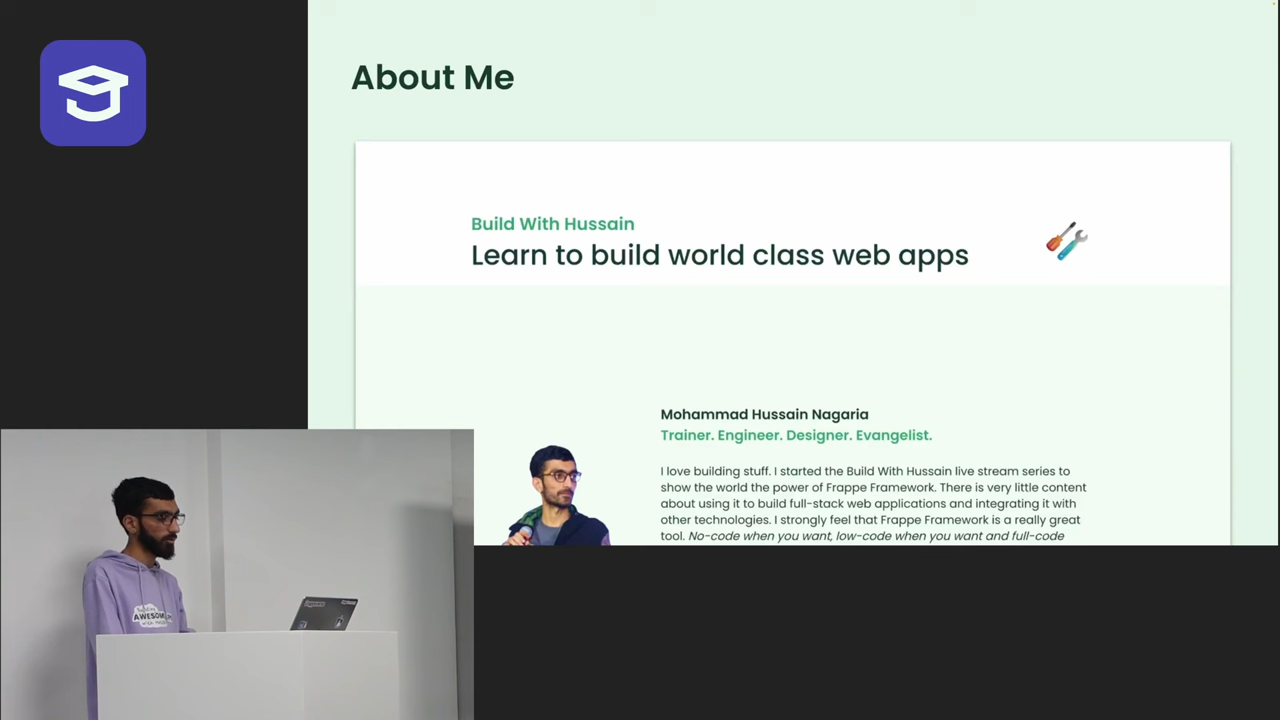 About Me
Build With Hussain
Learn to build world class web apps
Mohammad Hussain Nagaria
Trainer. Engineer. Designer. Evangelist.
I love building stuff. I started the Build With Hussain live stream series to
show the world the power of Frappe Framework. There is very little content
about using it to build full-stack web applications and integrating it with
other technologies. I strongly feel that Frappe Framework is a really great
tool. No-code when you want, low-code when you want and full-code
AWESOME